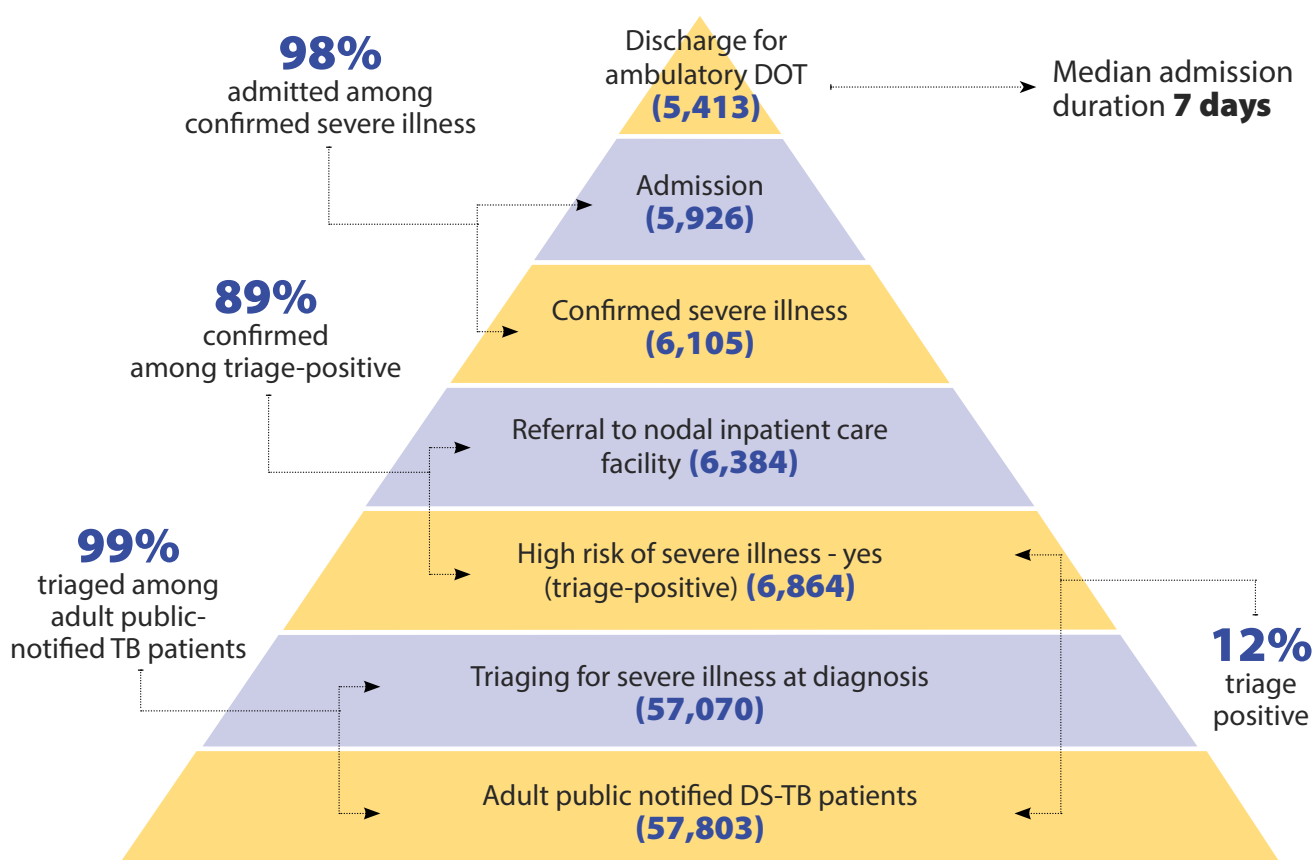 98%
admitted among
confirmed severe illness
Discharge for
ambulatory DOT
(5,413)
Median admission
duration 7 days
Admission
(5,926)
89%
confirmed
among triage-positive
Confirmed severe illness
(6,105)
Referral to nodal inpatient care
facility (6,384)
99%
triaged among
adult public-
notified TB patients
High risk of severe illness - yes
(triage-positive) (6,864)
12%
triage
positive
Triaging for severe illness at diagnosis
(57,070)
Adult public notified DS-TB patients
(57,803)